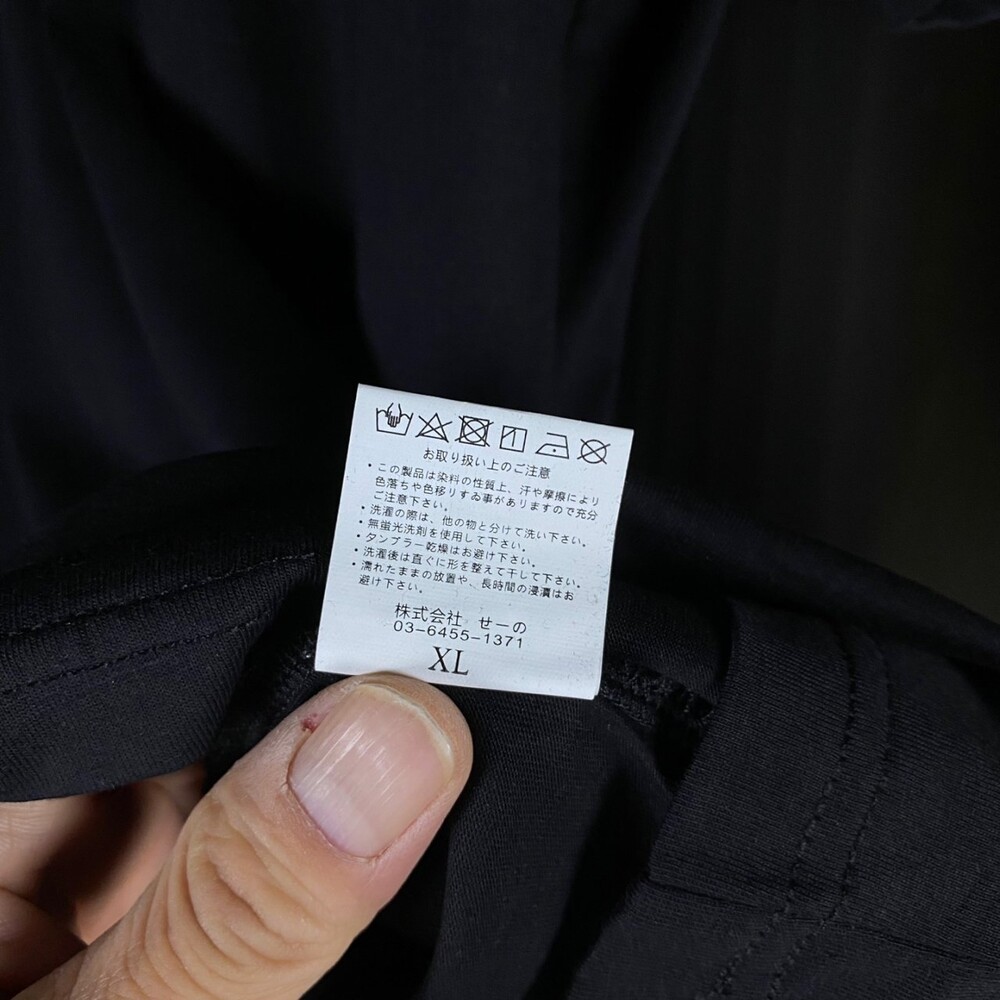 お取り扱い上のご注意
・この製品は染料の性質上、汗や摩擦により
色落ちや色移りするゐ事がありますので充分
ご注意下さい。
・洗濯の際は、他の物と分けて洗い下さい。
・無蛍光洗剤を使用して下さい。
・タンブラー乾燥はお避け下さい。
・洗濯後は直ぐに形を整えて干して下さい。
・濡れたままの放置や、長時間の浸漬はお
避け下さい。
株式会社 せーの
03-6455-1371
XL